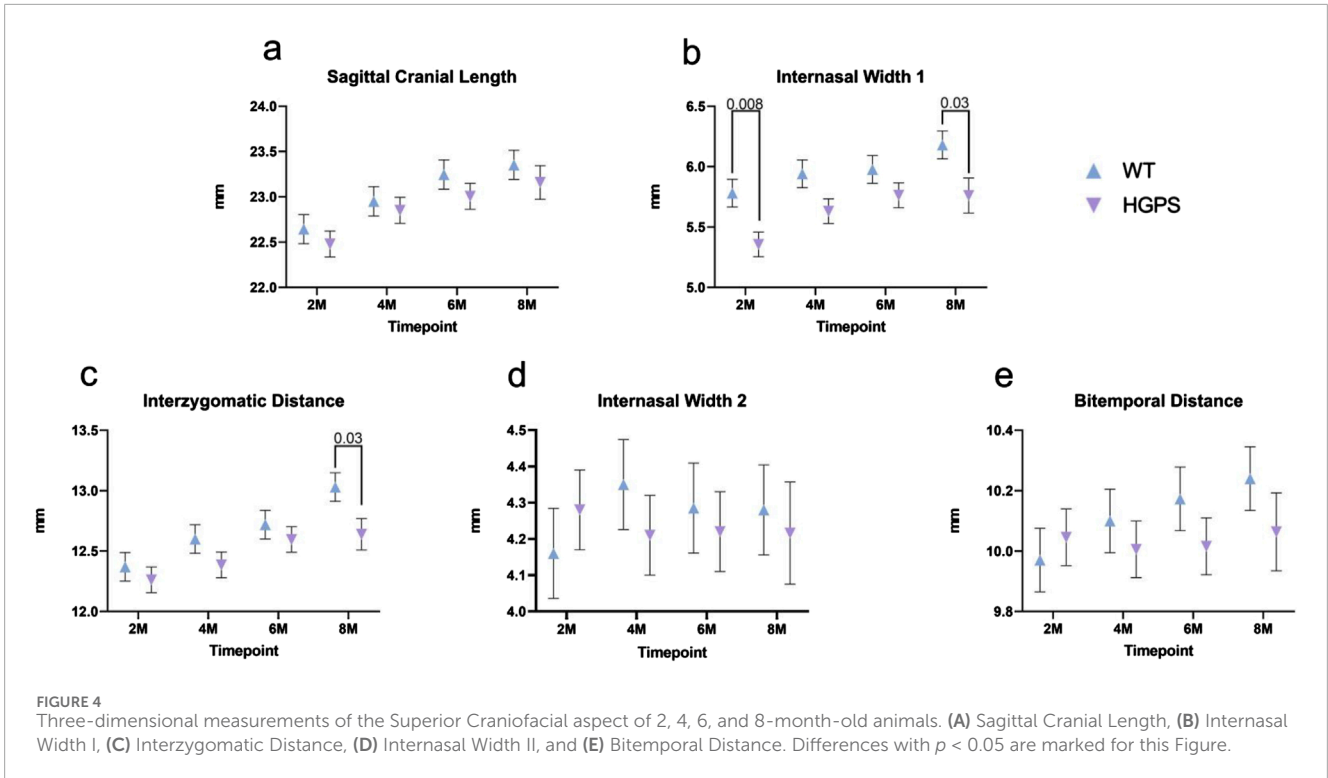 a
Sagittal Cranial Length
24.0
23.5
23.0
22.5
22.0
mm
2M 4M 6M 8M
Timepoint
b
Internasal Width 1
6.5
6.0
5.5
5.0
mm
0.008
0.03
2M 4M 6M 8M
Timepoint
WT
HGPS
c
Interzygomatic Distance
13.5
13.0
12.5
12.0
mm
0.03
2M 4M 6M 8M
Timepoint
d
Internasal Width 2
4.5
4.4
4.3
4.2
4.1
4.0
mm
2M 4M 6M 8M
Timepoint
e
Bitemporal Distance
10.4
10.2
10.0
9.8
mm
2M 4M 6M 8M
Timepoint
FIGURE 4
Three-dimensional measurements of the Superior Craniofacial aspect of 2, 4, 6, and 8-month-old animals. (A) Sagittal Cranial Length, (B) Internasal
Width I, (C) Interzygomatic Distance, (D) Internasal Width II, and (E) Bitemporal Distance. Differences with p < 0.05 are marked for this Figure.